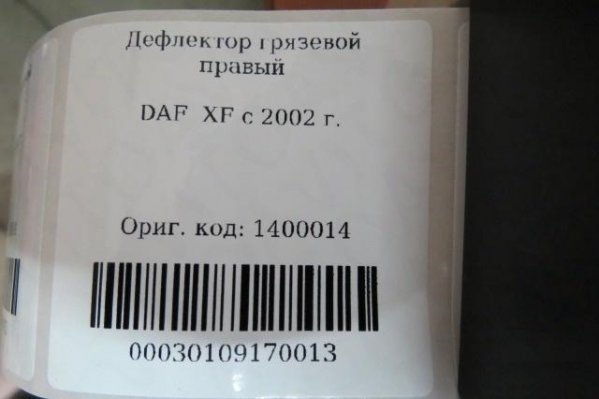 Дефлектор грязевой
правый
DAF XF с 2002 г.
Ориг. код: 1400014
00030109170013